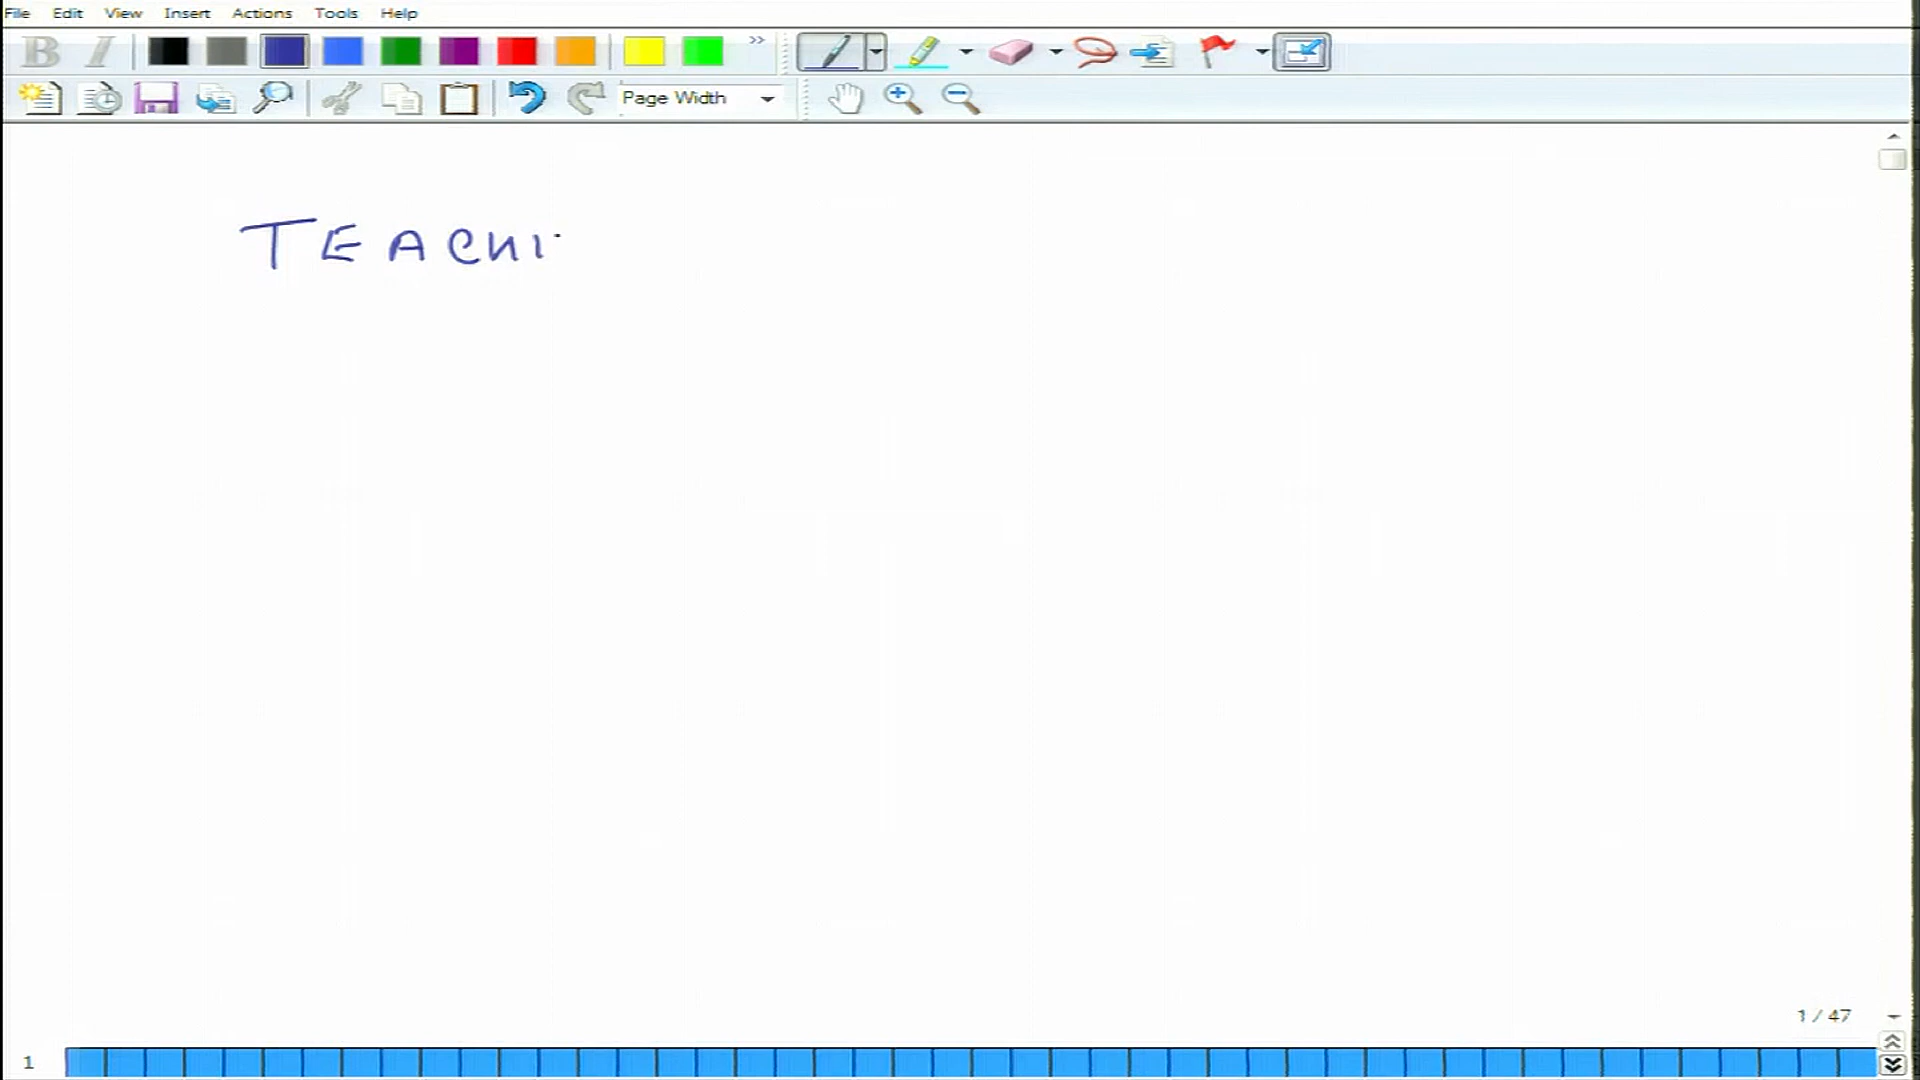 File Edit View Insert Actions Tools Help
B I
Page Width
TEACHI
1 / 47
1